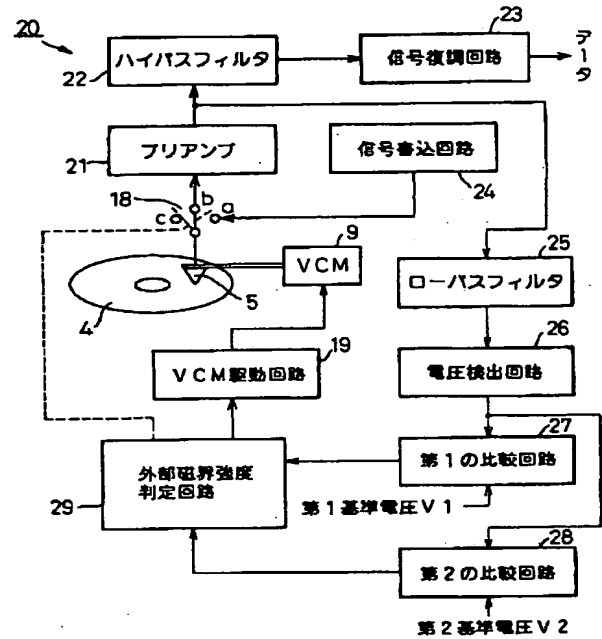 20
ハイパスフィルタ
22
信号復調回路
23
データ
プリアンプ
21
信号書込回路
24
18
a
b
c
VCM
9
4
5
ローパスフィルタ
25
VCM駆動回路
19
電圧検出回路
26
外部磁界強度
判定回路
29
第1の比較回路
27
第1基準電圧V1
第2の比較回路
28
第2基準電圧V2